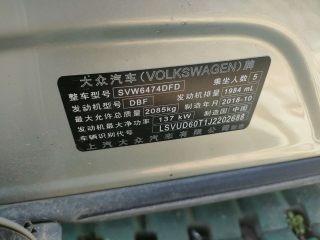 大众汽车(VOLKSWAGEN)牌
整车型号 SVW6474DFD 乘坐人数 5
发动机型号 DBF 发动机排量 1984 mL
最大允许总质量 2085kg 制造年月 2018-10
发动机最大净功率 137 kW 制造国 中国
车辆识别代号 LSVUD60T1J2202688
上汽大众汽车有限公司制造